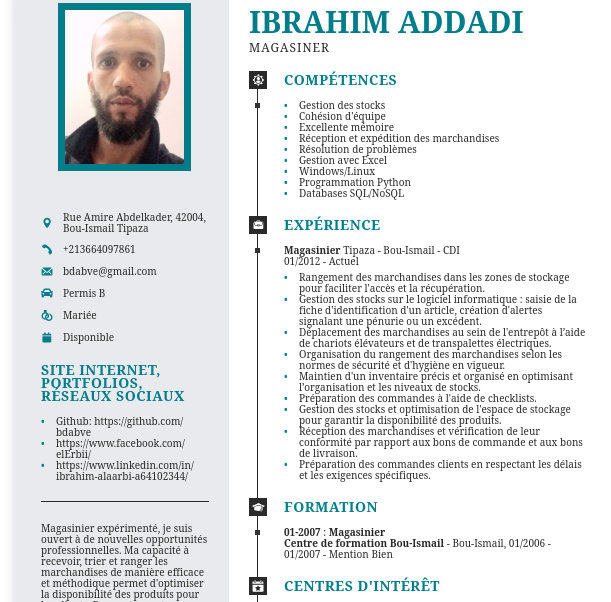 IBRAHIM ADDADI
MAGASINER
Rue Amire Abdelkader, 42004,
Bou-Ismail Tipaza
+213664097861
bdabve@gmail.com
Permis B
Mariée
Disponible
SITE INTERNET,
PORTFOLIOS,
RESEAUX SOCIAUX
• Github: https://github.com/
bdabve
• https://www.facebook.com/
elErbii/
• https://www.linkedin.com/in/
ibrahim-alaarbi-a64102344/
Magasinier expérimenté, je suis
ouvert à de nouvelles opportunités
professionnelles. Ma capacité à
recevoir, trier et ranger les
marchandises de manière efficace
et méthodique permet d'optimiser
la disponibilité des produits pour
COMPÉTENCES
• Gestion des stocks
• Cohésion d'équipe
• Excellente mémoire
• Réception et expédition des marchandises
• Résolution de problèmes
• Gestion avec Excel
• Windows/Linux
• Programmation Python
• Databases SQL/NoSQL
EXPÉRIENCE
Magasinier Tipaza - Bou-Ismail - CDI
01/2012 - Actuel
• Rangement des marchandises dans les zones de stockage
pour faciliter l'accès et la récupération.
• Gestion des stocks sur le logiciel informatique : saisie de la
fiche d'identification d'un article, création d'alertes
signalant une pénurie ou un excédent.
• Déplacement des marchandises au sein de l'entrepôt à l'aide
de chariots élévateurs et de transpalettes électriques.
• Organisation du rangement des marchandises selon les
normes de sécurité et d'hygiène en vigueur.
• Maintien d'un inventaire précis et organisé en optimisant
l'organisation et les niveaux de stocks.
• Préparation des commandes à l'aide de checklists.
• Gestion des stocks et optimisation de l'espace de stockage
pour garantir la disponibilité des produits.
• Réception des marchandises et vérification de leur
conformité par rapport aux bons de commande et aux bons
de livraison.
• Préparation des commandes clients en respectant les délais
et les exigences spécifiques.
FORMATION
01-2007 : Magasinier
Centre de formation Bou-Ismail - Bou-Ismail, 01/2006 -
01/2007 - Mention Bien
CENTRES D'INTÉRÊT